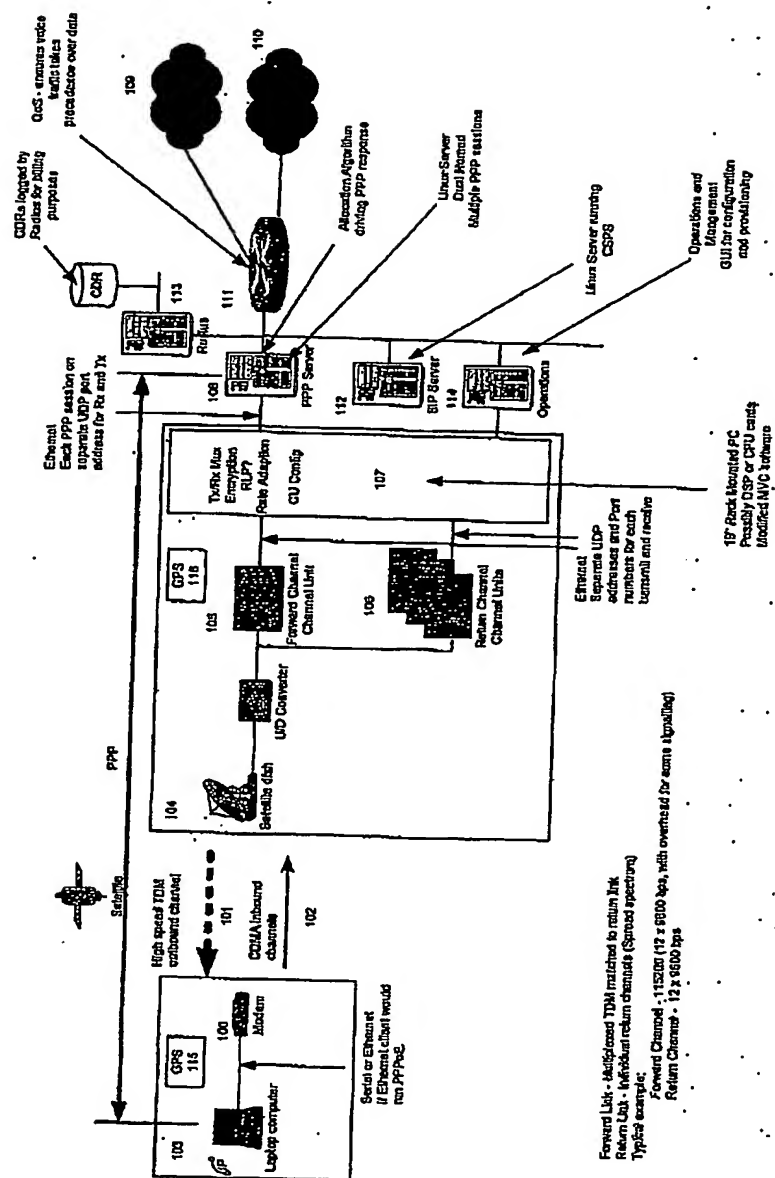 PPP
Satellite
High speed TDM
outbound channel
101
CDMA Inbound
channels
102
103
GPS
115
100
Modem
IP
Laptop computer
Serial or Ethernet
If Ethernet client would
run PPPoE
104
Satellite dish
U/D Converter
GPS
116
105
Forward Channel
Channel Unit
106
Return Channel
Channel Units
Tx/Rx Mux
Encryption
RLP?
Rate Adaption
CU Config
107
Ethernet
Separate UDP
addresses and Port
numbers for each
transmit and receive
19" Rack Mounted PC
Possibly DSP or CPU cards
Modified MVC Software
Ethernet
Each PPP session on
separate UDP port
address for Rx and Tx
108
PPP Server
112
SIP Server
114
Operations
Radius
113
CDR
CDRs logged by
Radius for billing
purposes
111
109
110
QoS - ensures voice
traffic takes
precedence over data
Allocation Algorithm
driving PPP response
Linux Server
Dual Homed
Multiple PPP sessions
Linux Server running
Operations and
Mangement
GUI for configuration
and provisioning
Forward Link - Multiplexed TDM matched to return link
Return Link - Individual return channels (Spread spectrum)
Typical example;
Forward Channel - 115200 (12 x 9600 bps, with overhead for some signalling)
Return Channel - 12 x 9600 bps